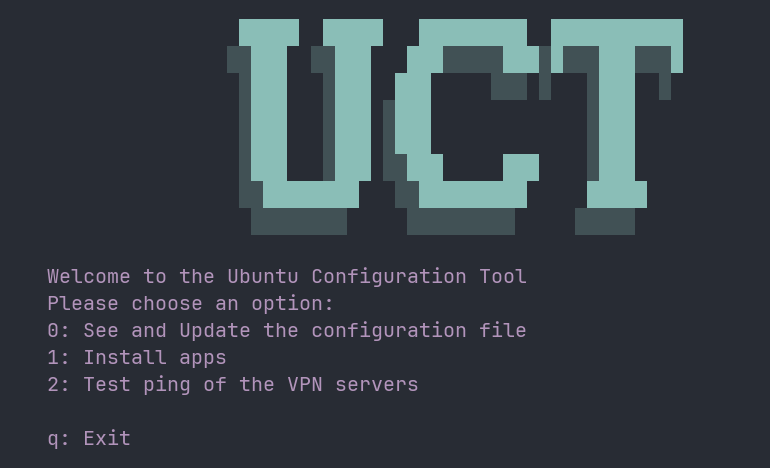 UCT
Welcome to the Ubuntu Configuration Tool
Please choose an option:
0: See and Update the configuration file
1: Install apps
2: Test ping of the VPN servers
q: Exit